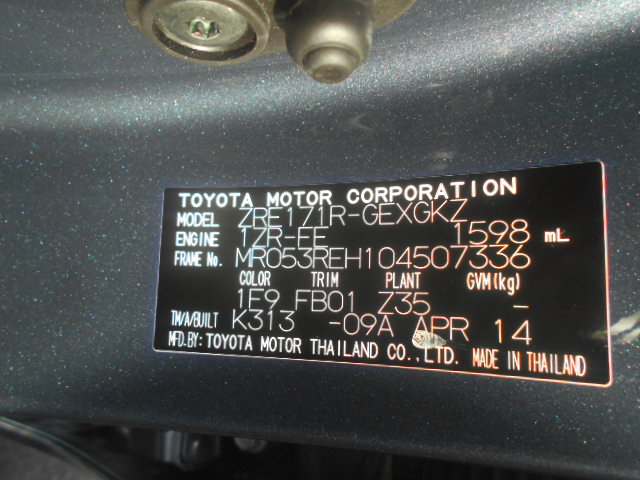 TOYOTA MOTOR CORPORATION
MODEL ZRE171R-GEXGKZ
ENGINE 1ZR-FE 1598 mL
FRAME No. MR053REH104507336
COLOR TRIM PLANT GVM(kg)
1F9 FB01 Z35 -
TM/A/BUILT K313 -09A APR 14
MFD.BY: TOYOTA MOTOR THAILAND CO.,LTD. MADE IN THAILAND